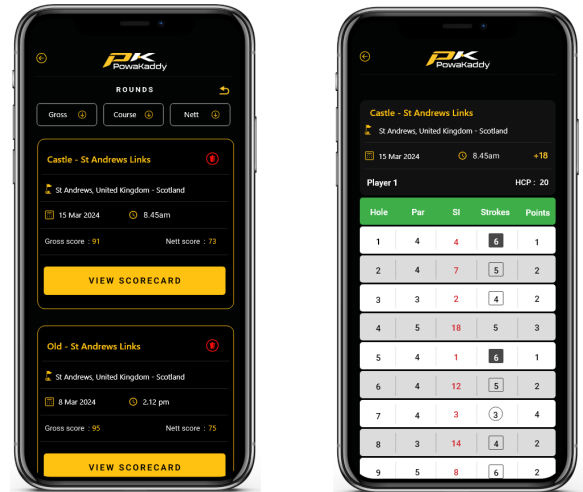 PK
PowaKaddy
ROUNDS
Gross Course Nett
Castle - St Andrews Links
St Andrews, United Kingdom - Scotland
15 Mar 2024 8.45am
Gross score : 91 Nett score : 73
VIEW SCORECARD
Old - St Andrews Links
St Andrews, United Kingdom - Scotland
8 Mar 2024 2.12 pm
Gross score : 95 Nett score : 75
VIEW SCORECARD
PK
PowaKaddy
Castle - St Andrews Links
St Andrews, United Kingdom - Scotland
15 Mar 2024 8.45am +18
Player 1 HCP : 20
Hole Par SI Strokes Points
1 4 4 6 1
2 4 7 5 2
3 3 2 4 2
4 5 18 5 3
5 4 1 6 1
6 4 12 5 2
7 4 3 3 4
8 3 14 4 2
9 5 8 6 2